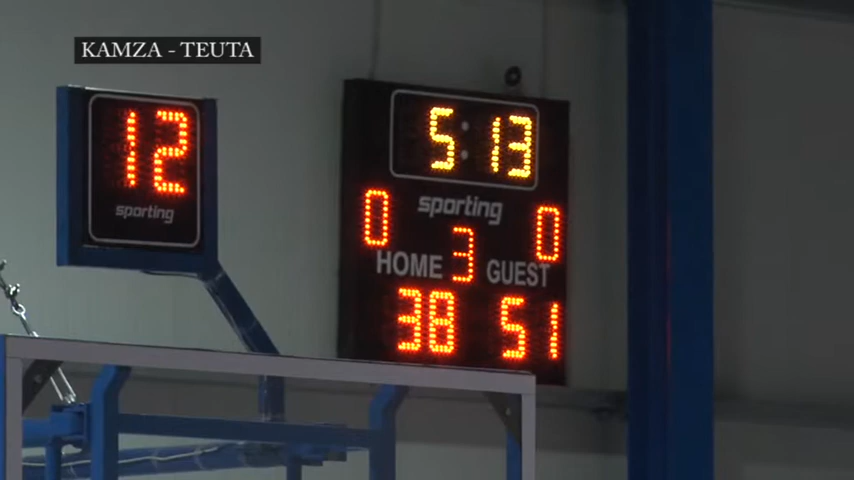 KAMZA - TEUTA
12
sporting
5:13
sporting
0 0
3
HOME GUEST
38 51